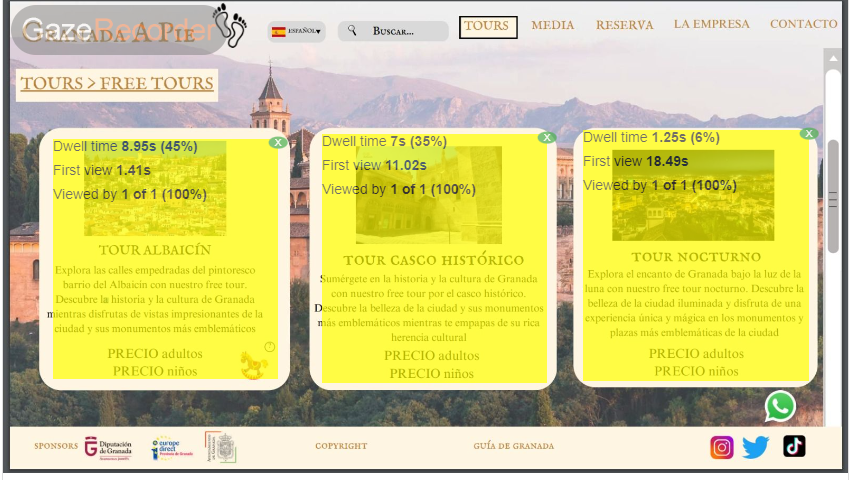 GazeRecorder
GRANADA A PIE
ESPAÑOL
BUSCAR...
TOURS
MEDIA
RESERVA
LA EMPRESA
CONTACTO
TOURS > FREE TOURS
Dwell time 8.95s (45%)
First view 1.41s
Viewed by 1 of 1 (100%)
X
TOUR ALBAICÍN
Explora las calles empedradas del pintoresco
barrio del Albaicín con nuestro free tour.
Descubre la historia y la cultura de Granada
mientras disfrutas de vistas impresionantes de la
ciudad y sus monumentos más emblemáticos
PRECIO adultos
PRECIO niños
Dwell time 7s (35%)
First view 11.02s
Viewed by 1 of 1 (100%)
X
TOUR CASCO HISTÓRICO
Sumérgete en la historia y la cultura de Granada
con nuestro free tour por el casco histórico.
Descubre la belleza de la ciudad y sus monumentos
más emblemáticos mientras te empapas de su rica
herencia cultural
PRECIO adultos
PRECIO niños
Dwell time 1.25s (6%)
First view 18.49s
Viewed by 1 of 1 (100%)
X
TOUR NOCTURNO
Explora el encanto de Granada bajo la luz de la
luna con nuestro free tour nocturno. Descubre la
belleza de la ciudad iluminada y disfruta de una
experiencia única y mágica en los monumentos y
plazas más emblemáticas de la ciudad
PRECIO adultos
PRECIO niños
SPONSORS
Diputación
de Granada
europe
direct
Provincia de Granada
COPYRIGHT
GUÍA DE GRANADA